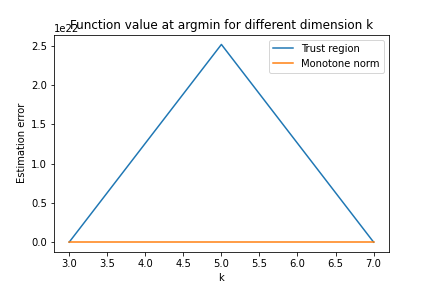 Function value at argmin for different dimension k
1e22
Trust region
Monotone norm
2.5
2.0
1.5
1.0
0.5
0.0
Estimation error
3.0 3.5 4.0 4.5 5.0 5.5 6.0 6.5 7.0
k